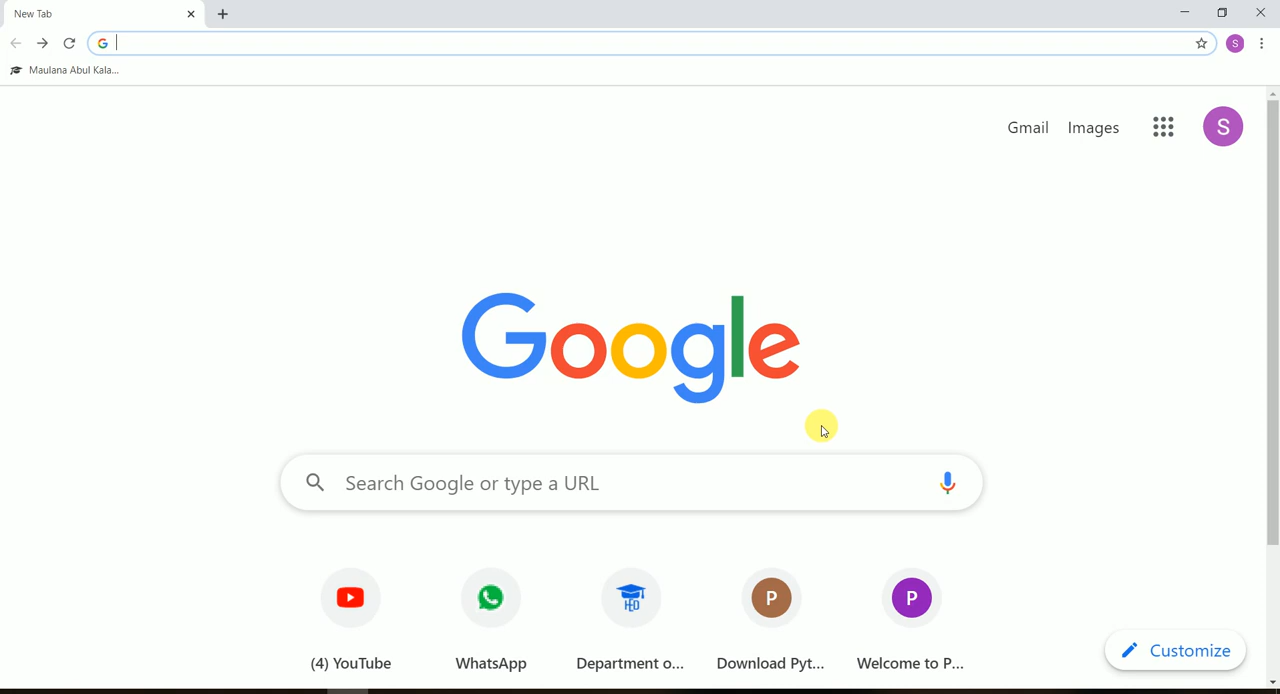 New Tab
Maulana Abul Kala...
Gmail Images
S
S
Google
Search Google or type a URL
P
P
HED
(4) YouTube
WhatsApp
Department o...
Download Pyt...
Welcome to P...
Customize